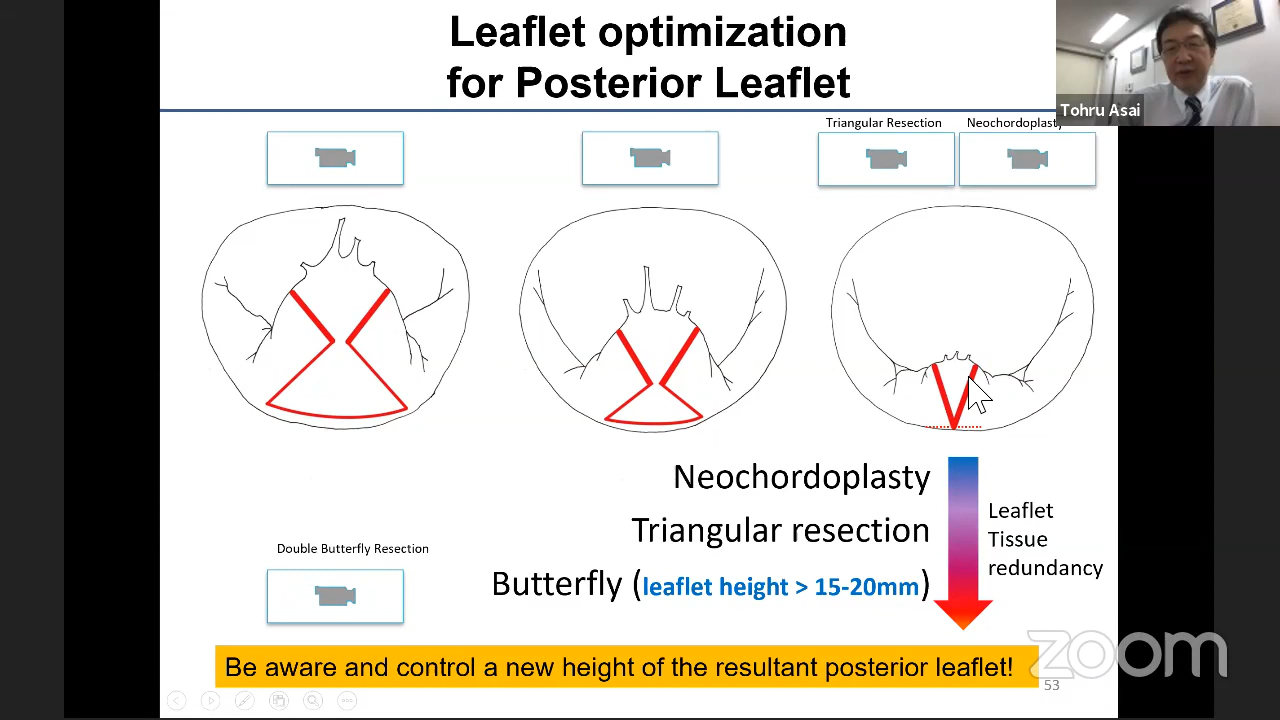 Leaflet optimization
for Posterior Leaflet
Tohru Asai
Triangular Resection
Neochordoplasty
Neochordoplasty
Triangular resection
Butterfly (leaflet height > 15-20mm)
Leaflet
Tissue
redundancy
Double Butterfly Resection
Be aware and control a new height of the resultant posterior leaflet!
zoom
53